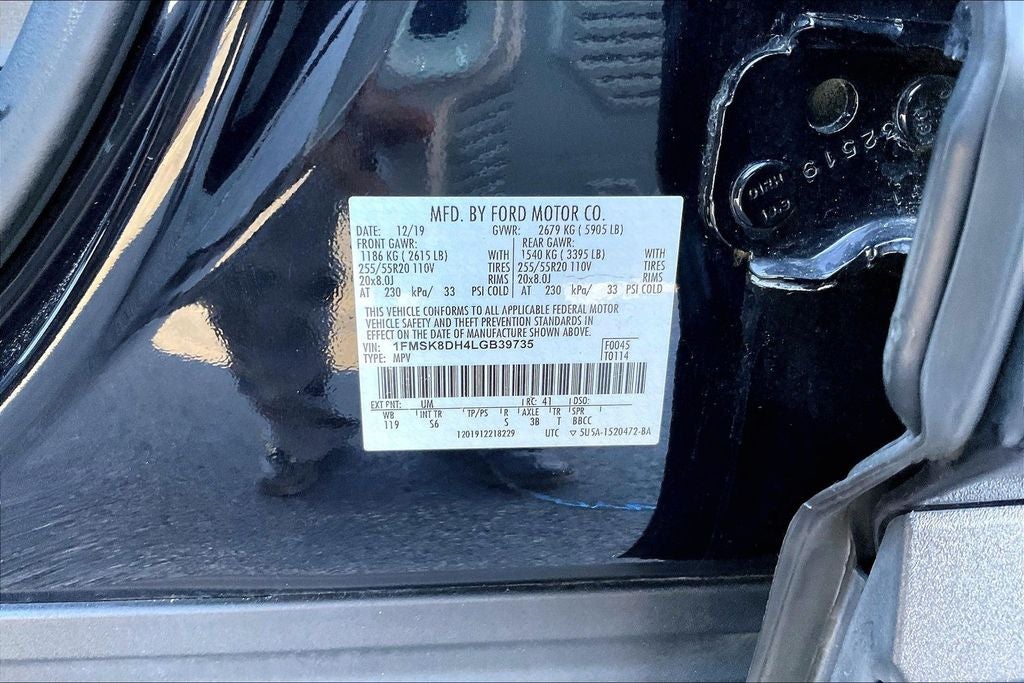 MFD. BY FORD MOTOR CO.
DATE: 12/19 GVWR: 2679 KG ( 5905 LB)
FRONT GAWR: REAR GAWR:
1186 KG ( 2615 LB) WITH 1540 KG ( 3395 LB) WITH
255/55R20 110V TIRES 255/55R20 110V TIRES
20x8.0J RIMS 20x8.0J RIMS
AT 230 kPa/ 33 PSI COLD AT 230 kPa/ 33 PSI COLD
THIS VEHICLE CONFORMS TO ALL APPLICABLE FEDERAL MOTOR
VEHICLE SAFETY AND THEFT PREVENTION STANDARDS IN
EFFECT ON THE DATE OF MANUFACTURE SHOWN ABOVE.
VIN: 1FMSK8DH4LGB39735 F0045
TYPE: MPV T0114
EXT PNT: UM RC: 41 DSO:
WB INT TR TP/PS R AXLE TR SPR
119 S6 S 3B T BBCC
1201912218229 UTC ▽ 5U5A-1520472-BA
32519